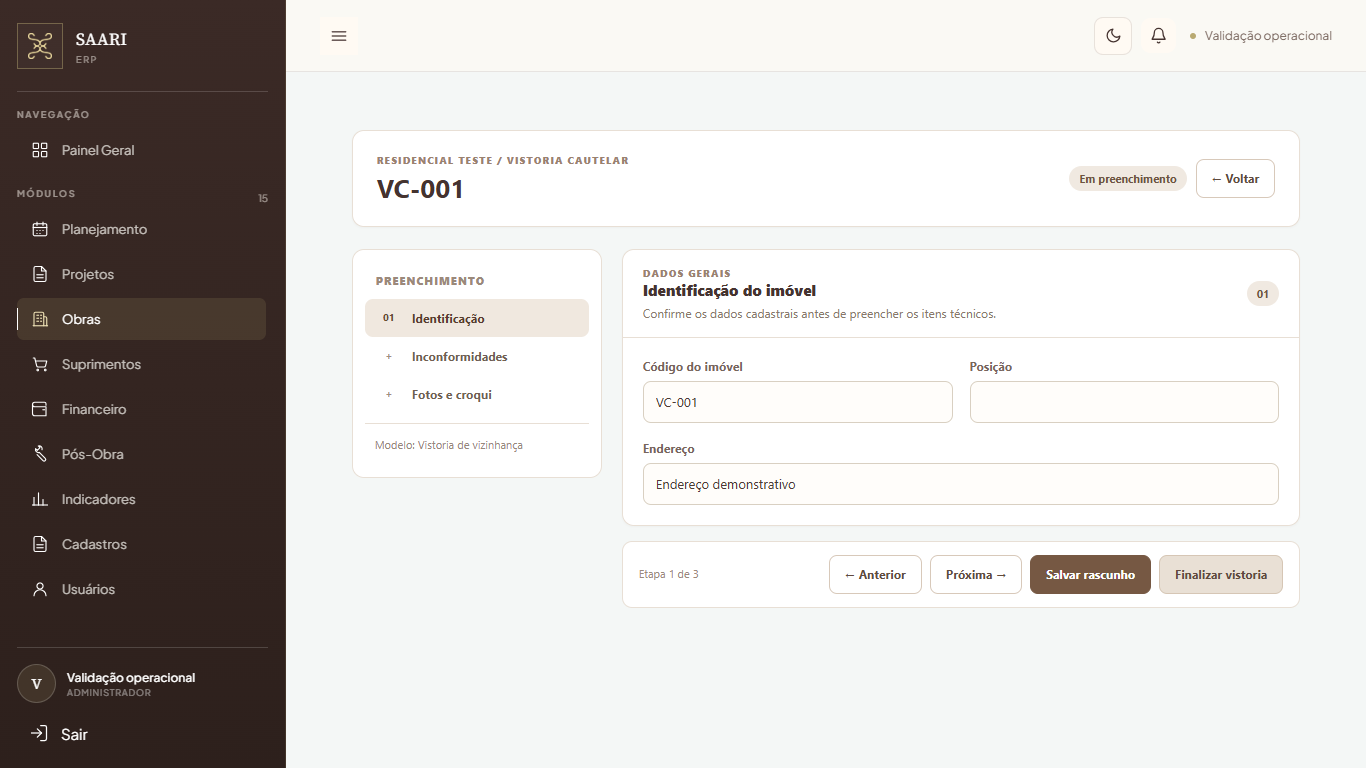 SAARI
ERP
NAVEGAÇÃO
Painel Geral
MÓDULOS
15
Planejamento
Projetos
Obras
Suprimentos
Financeiro
Pós-Obra
Indicadores
Cadastros
Usuários
V
Validação operacional
ADMINISTRADOR
Sair
Validação operacional
RESIDENCIAL TESTE / VISTORIA CAUTELAR
VC-001
Em preenchimento
← Voltar
PREENCHIMENTO
01 Identificação
+ Inconformidades
+ Fotos e croqui
Modelo: Vistoria de vizinhança
DADOS GERAIS
Identificação do imóvel
01
Confirme os dados cadastrais antes de preencher os itens técnicos.
Código do imóvel
Posição
VC-001
Endereço
Endereço demonstrativo
Etapa 1 de 3
← Anterior
Próxima →
Salvar rascunho
Finalizar vistoria